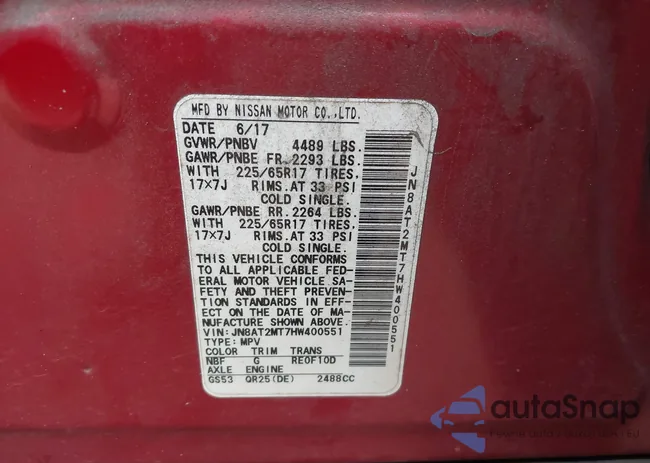 MFD BY NISSAN MOTOR CO.,LTD.
DATE 6/17
GVWR/PNBV 4489 LBS.
GAWR/PNBE FR.2293 LBS.
WITH 225/65R17 TIRES.
17X7J RIMS.AT 33 PSI
COLD SINGLE.
GAWR/PNBE RR.2264 LBS.
WITH 225/65R17 TIRES.
17X7J RIMS.AT 33 PSI
COLD SINGLE.
THIS VEHICLE CONFORMS
TO ALL APPLICABLE FED-
ERAL MOTOR VEHICLE SA-
FETY AND THEFT PREVEN-
TION STANDARDS IN EFF-
ECT ON THE DATE OF MA-
NUFACTURE SHOWN ABOVE.
VIN:JN8AT2MT7HW400551
TYPE:MPV
COLOR TRIM TRANS
NBF G RE0F10D
AXLE ENGINE
GS53 QR25(DE) 2488CC
JN8AT2MT7HW400551
autaSnap